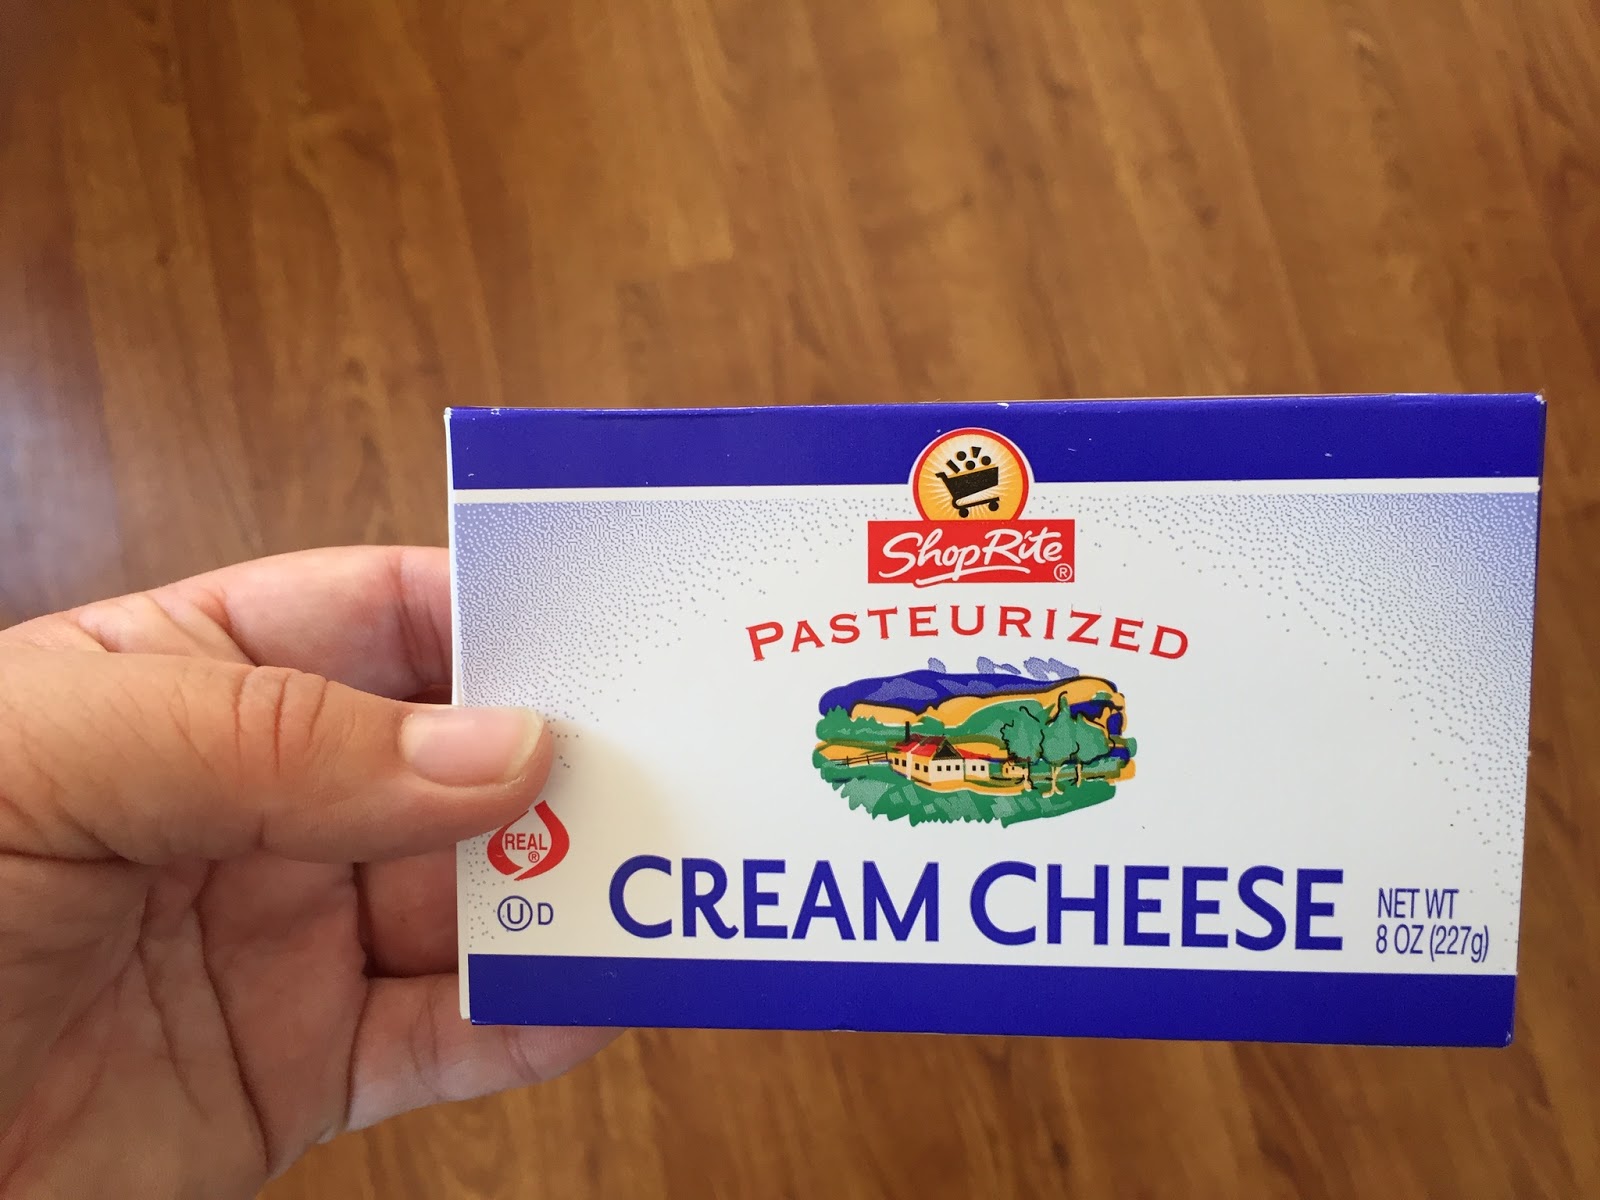 ShopRite®
PASTEURIZED
REAL®
Ⓤ D
CREAM CHEESE
NET WT
8 OZ (227g)